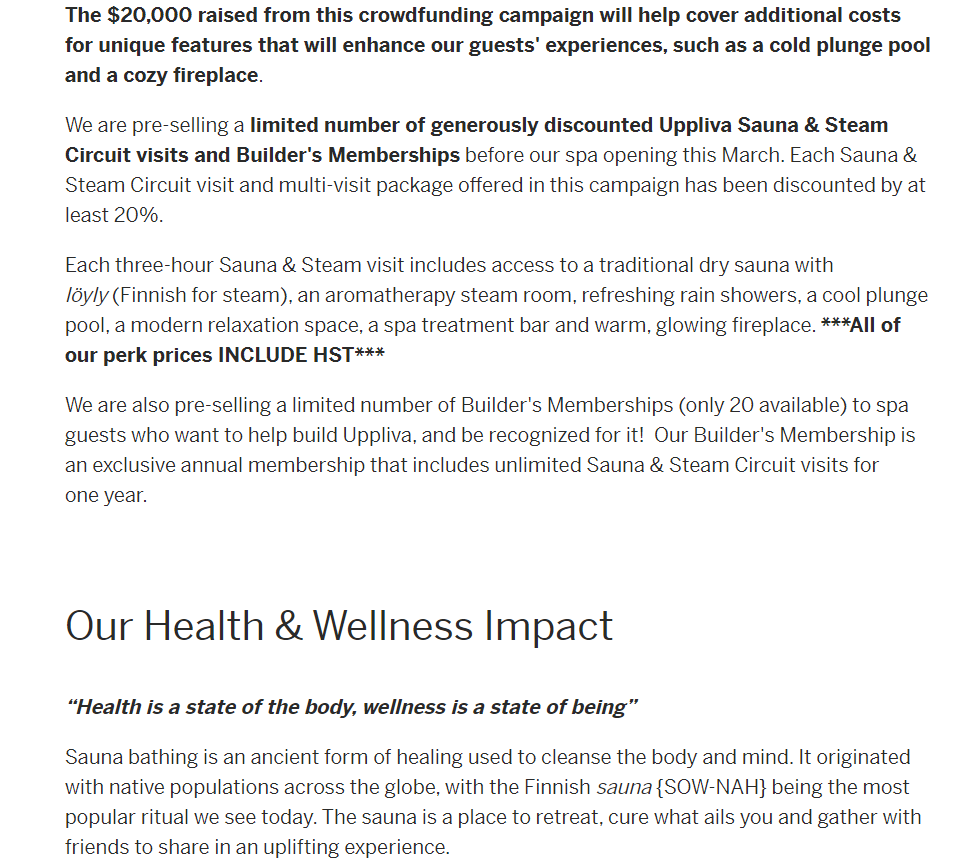 The $20,000 raised from this crowdfunding campaign will help cover additional costs
for unique features that will enhance our guests' experiences, such as a cold plunge pool
and a cozy fireplace.
We are pre-selling a limited number of generously discounted Uppliva Sauna & Steam
Circuit visits and Builder's Memberships before our spa opening this March. Each Sauna &
Steam Circuit visit and multi-visit package offered in this campaign has been discounted by at
least 20%.
Each three-hour Sauna & Steam visit includes access to a traditional dry sauna with
löyly (Finnish for steam), an aromatherapy steam room, refreshing rain showers, a cool plunge
pool, a modern relaxation space, a spa treatment bar and warm, glowing fireplace. ***All of
our perk prices INCLUDE HST***
We are also pre-selling a limited number of Builder's Memberships (only 20 available) to spa
guests who want to help build Uppliva, and be recognized for it!  Our Builder's Membership is
an exclusive annual membership that includes unlimited Sauna & Steam Circuit visits for
one year.
Our Health & Wellness Impact
“Health is a state of the body, wellness is a state of being”
Sauna bathing is an ancient form of healing used to cleanse the body and mind. It originated
with native populations across the globe, with the Finnish sauna {SOW-NAH} being the most
popular ritual we see today. The sauna is a place to retreat, cure what ails you and gather with
friends to share in an uplifting experience.